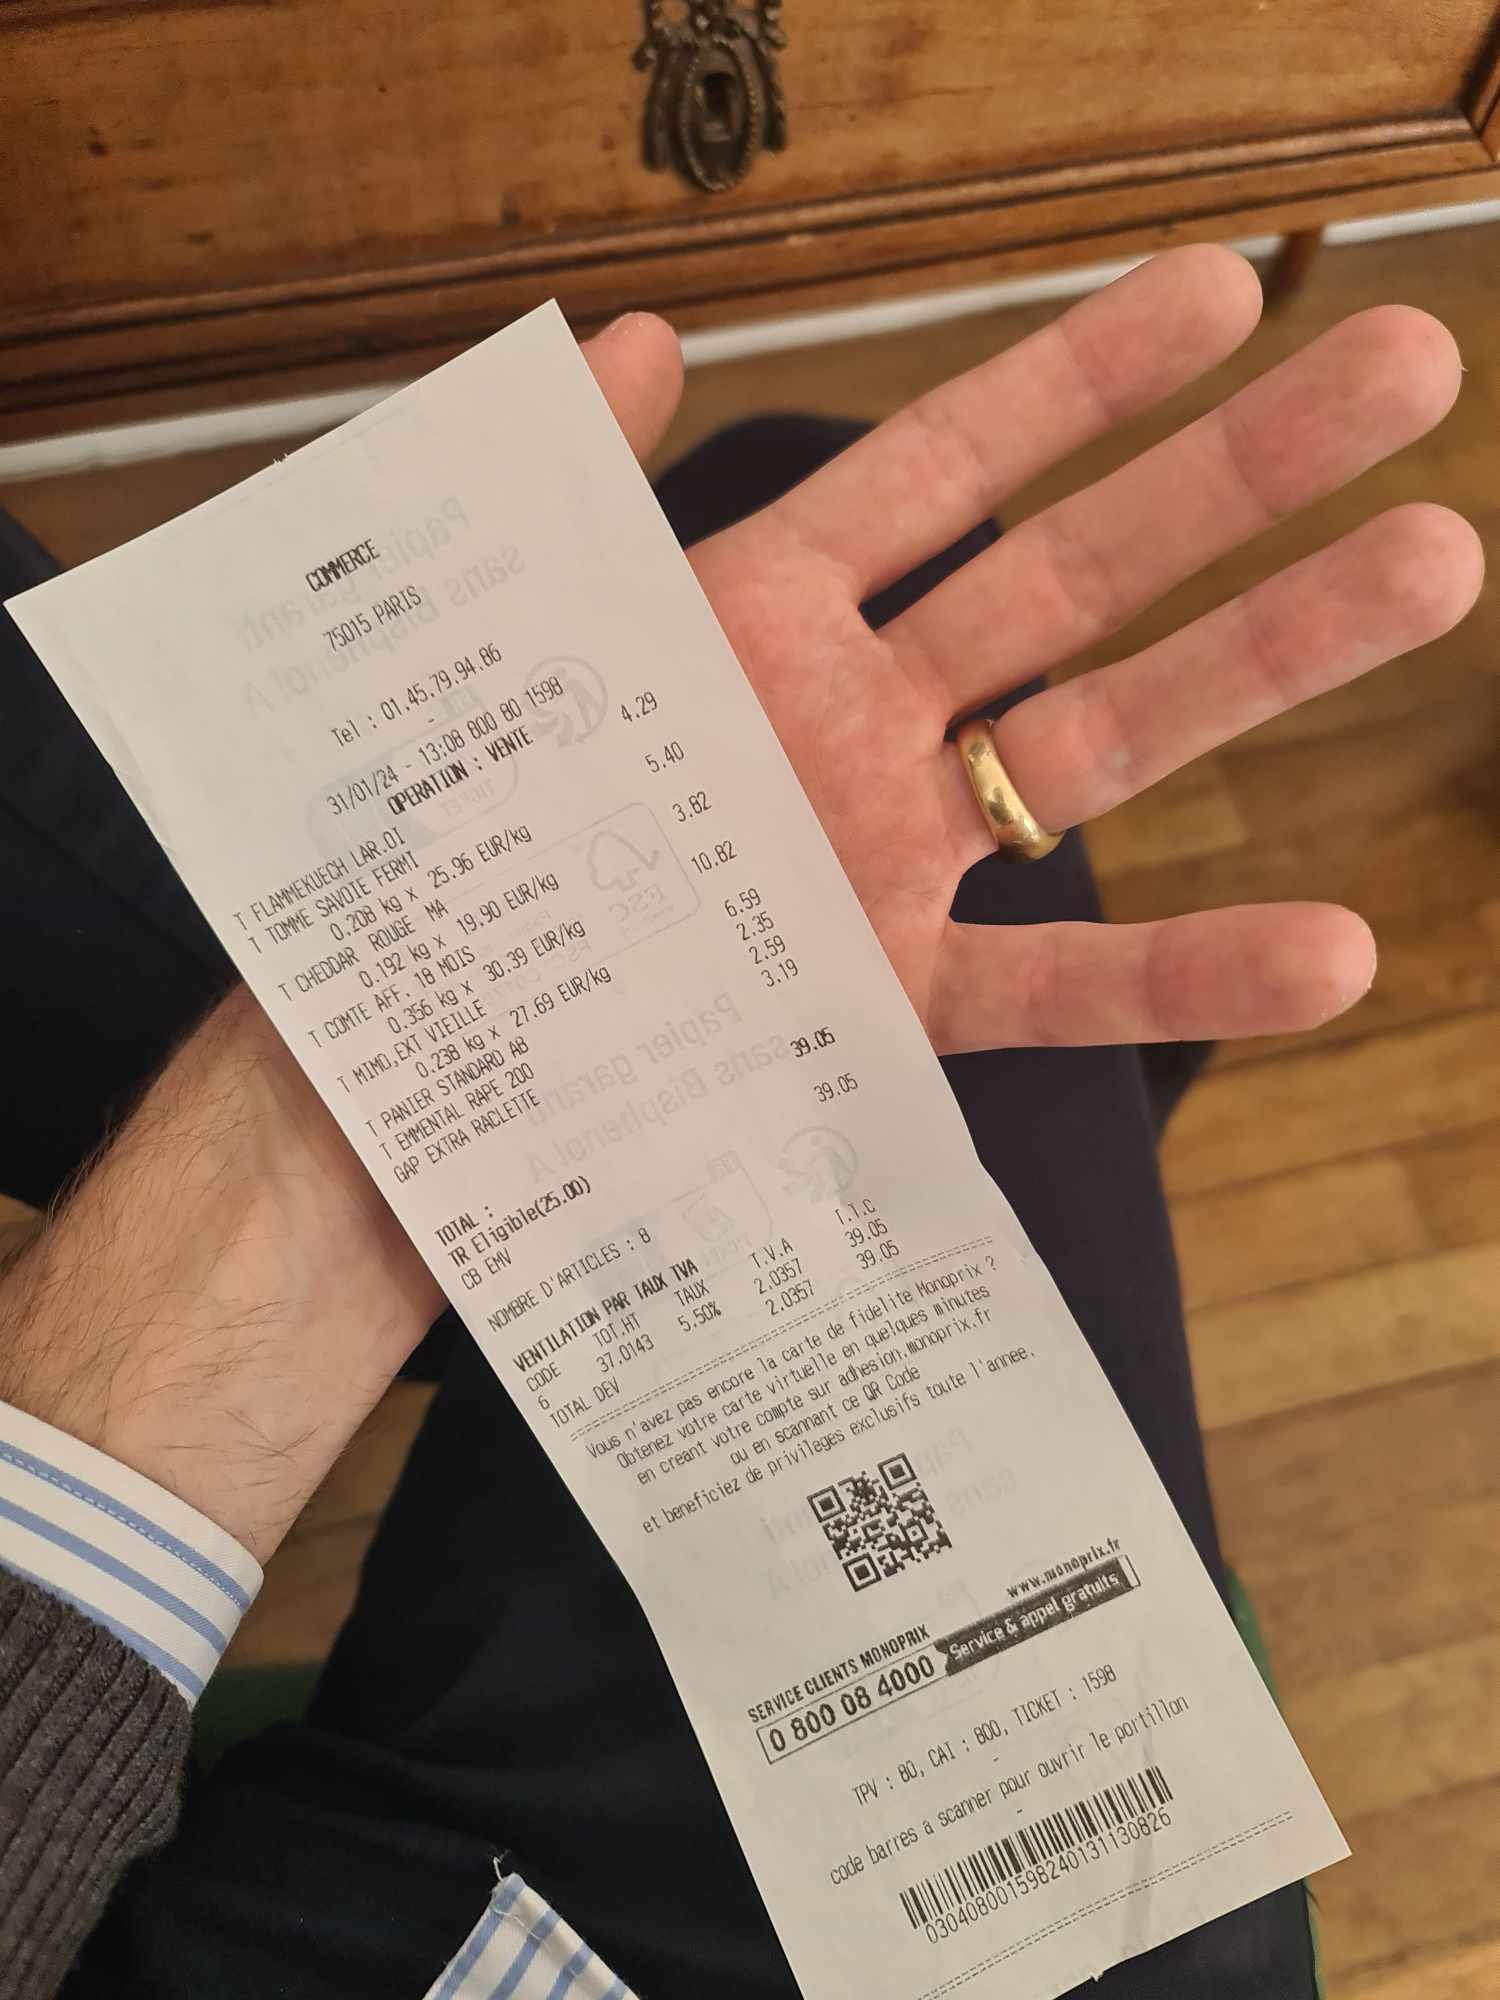 COMMERCE
75015 PARIS
Tel : 01.45.79.94.86
-
31/01/24 - 13:08 800 80 1598
OPERATION : VENTE
T FLAMMEKUECH LAR.OI 4.29
T TOMME SAVOIE FERMI 5.40
0.208 kg x 25.96 EUR/kg
T CHEDDAR ROUGE MA 3.82
0.192 kg x 19.90 EUR/kg
T COMTE AFF. 18 MOIS 10.82
0.356 kg x 30.39 EUR/kg
T MIMO,EXT VIEILLE 6.59
0.238 kg x 27.69 EUR/kg
T PANIER STANDARD AB 2.35
T EMMENTAL RAPE 200 2.59
GAP EXTRA RACLETTE 3.19
TOTAL : 39.05
TR Eligible(25.00)
CB EMV 39.05
NOMBRE D'ARTICLES : 8
VENTILATION PAR TAUX TVA
CODE TOT.HT TAUX T.V.A T.T.C
6 37.0143 5.50% 2.0357 39.05
TOTAL DEV 2.0357 39.05
Vous n'avez pas encore la carte de fidelite Monoprix ?
Obtenez votre carte virtuelle en quelques minutes
en creant votre compte sur adhesion.monoprix.fr
ou en scannant ce QR Code
et beneficiez de privileges exclusifs toute l'annee.
www.monoprix.fr
SERVICE CLIENTS MONOPRIX
0 800 08 4000 Service & appel gratuits
TPV : 80, CAI : 800, TICKET : 1598
-
code barres a scanner pour ouvrir le portillon
-
0304080015982401311308​26